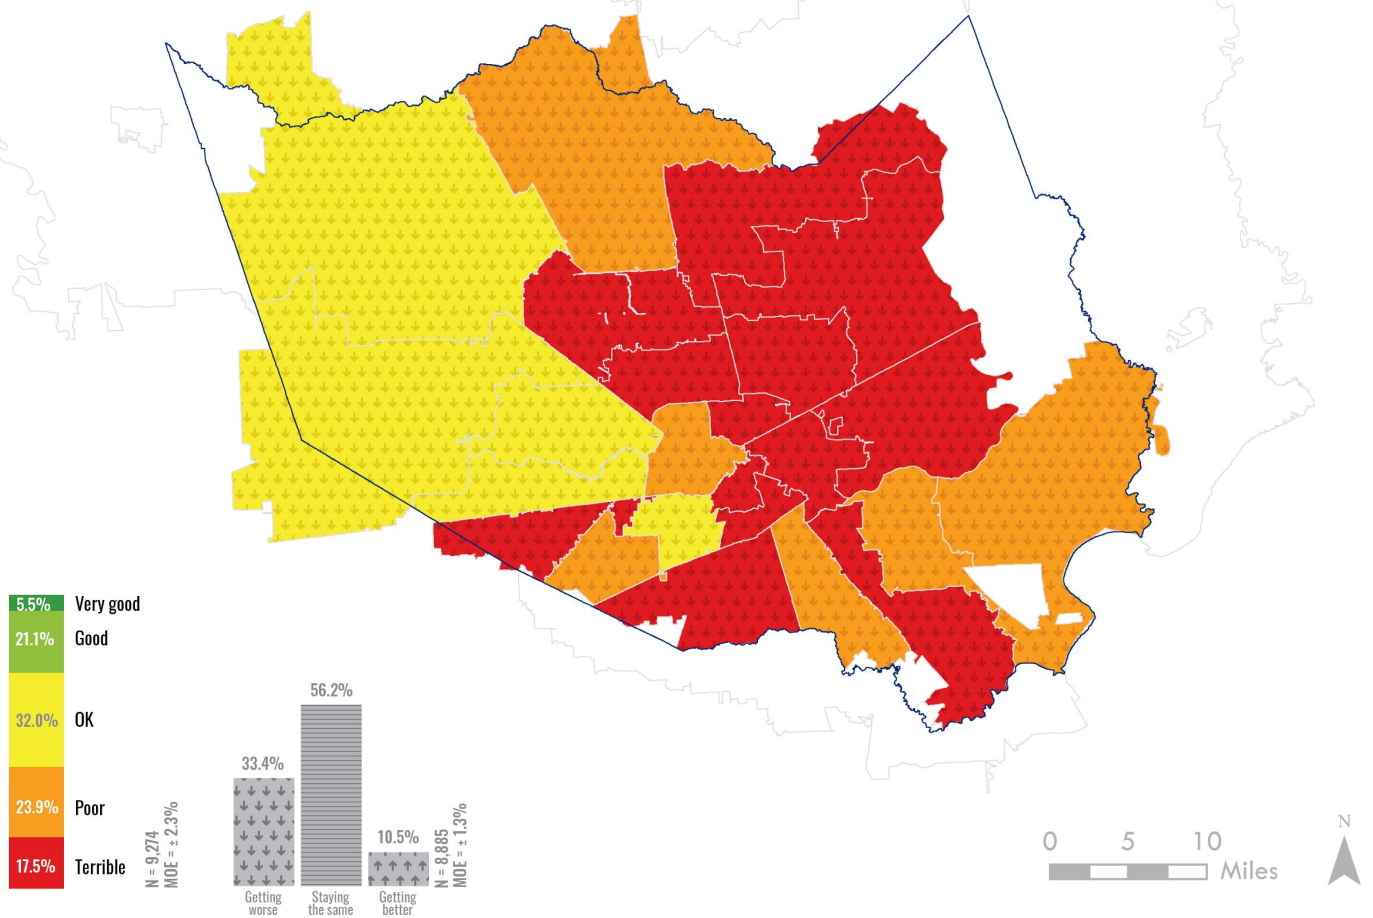 5.5% Very good
21.1% Good
32.0% OK
23.9% Poor
17.5% Terrible
N = 9,274
MOE = ± 2.3%
33.4%
56.2%
10.5%
Getting
worse
Staying
the same
Getting
better
N = 8,885
MOE = ± 1.3%
0 5 10
Miles
N